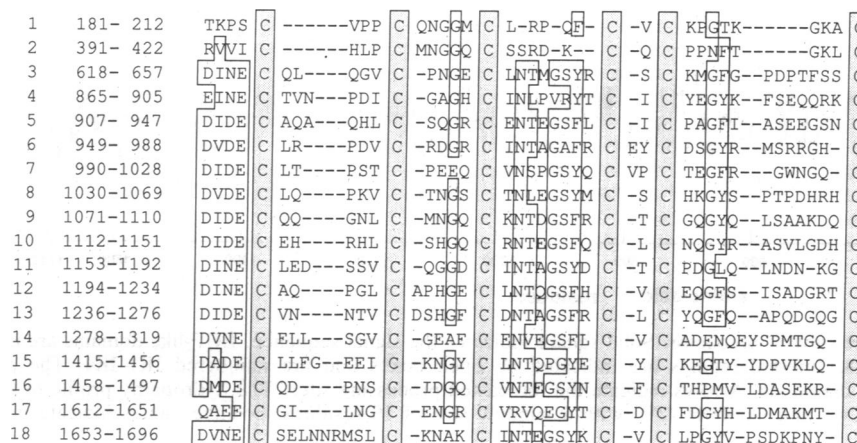 1 181- 212 TKPS C ------VPP C QNGGM C L-RP-QF- C -V C KPGTK------GKA C
2 391- 422 RVVI C ------HLP C MNGGQ C SSRD-K-- C -Q C PPNFT------GKL C
3 618- 657 DINE C QL---QGV C -PNGE C LNTMGSYR C -S C KMGFG--PDPTFSS C
4 865- 905 EINE C TVN--PDI C -GAGH C INLPVRYT C -I C YEGYK--FSEQQRK C
5 907- 947 DIDE C AQA--QHL C -SQGR C ENTEGSFL C -I C PAGFI--ASEEGSN C
6 949- 988 DVDE C LR---PDV C -RDGR C INTAGAFR C EY C DSGYR--MSRRGH- C
7 990-1028 DIDE C LT---PST C -PEEQ C VNSPGSYQ C VP C TEGFR----GWNGQ- C
8 1030-1069 DVDE C LQ---PKV C -TNGS C TNLEGSYM C -S C HKGYS--PTPDHRH C
9 1071-1110 DIDE C QQ---GNL C -MNGQ C KNTDGSFR C -T C GQGYQ--LSAAKDQ C
10 1112-1151 DIDE C EH---RHL C -SHGQ C RNTEGSFQ C -L C NQGYR--ASVLGDH C
11 1153-1192 DINE C LED---SSV C -QGGD C INTAGSYD C -T C PDGLQ--LNDN-KG C
12 1194-1234 DINE C AQ---PGL C APHGE C LNTQGSFH C -V C EQGFS--ISADGRT C
13 1236-1276 DIDE C VN---NTV C DSHGF C DNTAGSFR C -L C YQGFQ--APQDGQG C
14 1278-1319 DVNE C ELL---SGV C -GEAF C ENVEGSFL C -V C ADENQEYSPMTGQ- C
15 1415-1456 DADE C LLFG--EEI C -KNGY C LNTQPGYE C -Y C KEGTY-YDPVKLQ- C
16 1458-1497 DMDE C QD----PNS C -IDGQ C VNTEGSYN C -F C THPMV-LDASEKR- C
17 1612-1651 QAEE C GI----LNG C -ENGR C VRVQEGYT C -D C FDGYHLDMAKMT- C
18 1653-1696 DVNE C SELNNRMSL C -KNAK C INTEGSYK C -V C LPGYV-PSDKPNY- C